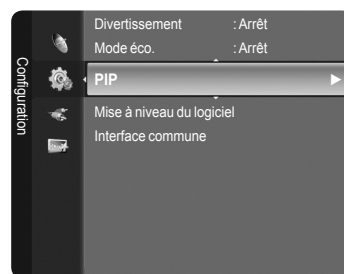 Configuration
Divertissement : Arrêt
Mode éco. : Arrêt
PIP
Mise à niveau du logiciel
Interface commune